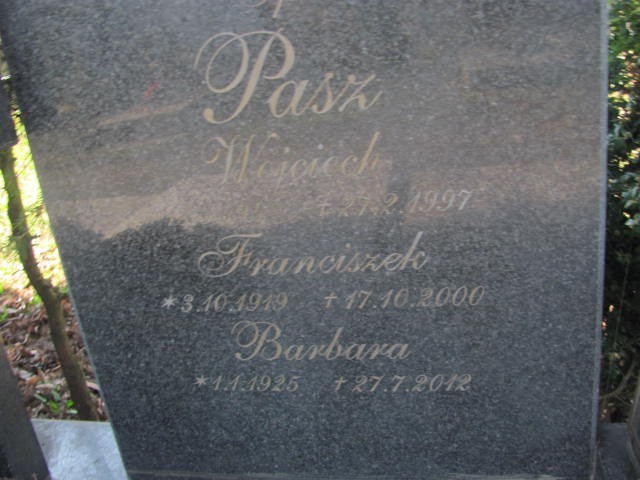 Pasz
Wojciech
+27.2.1997
Franciszek
*3.10.1919 +17.10.2000
Barbara
*1.1.1925 +27.7.2012